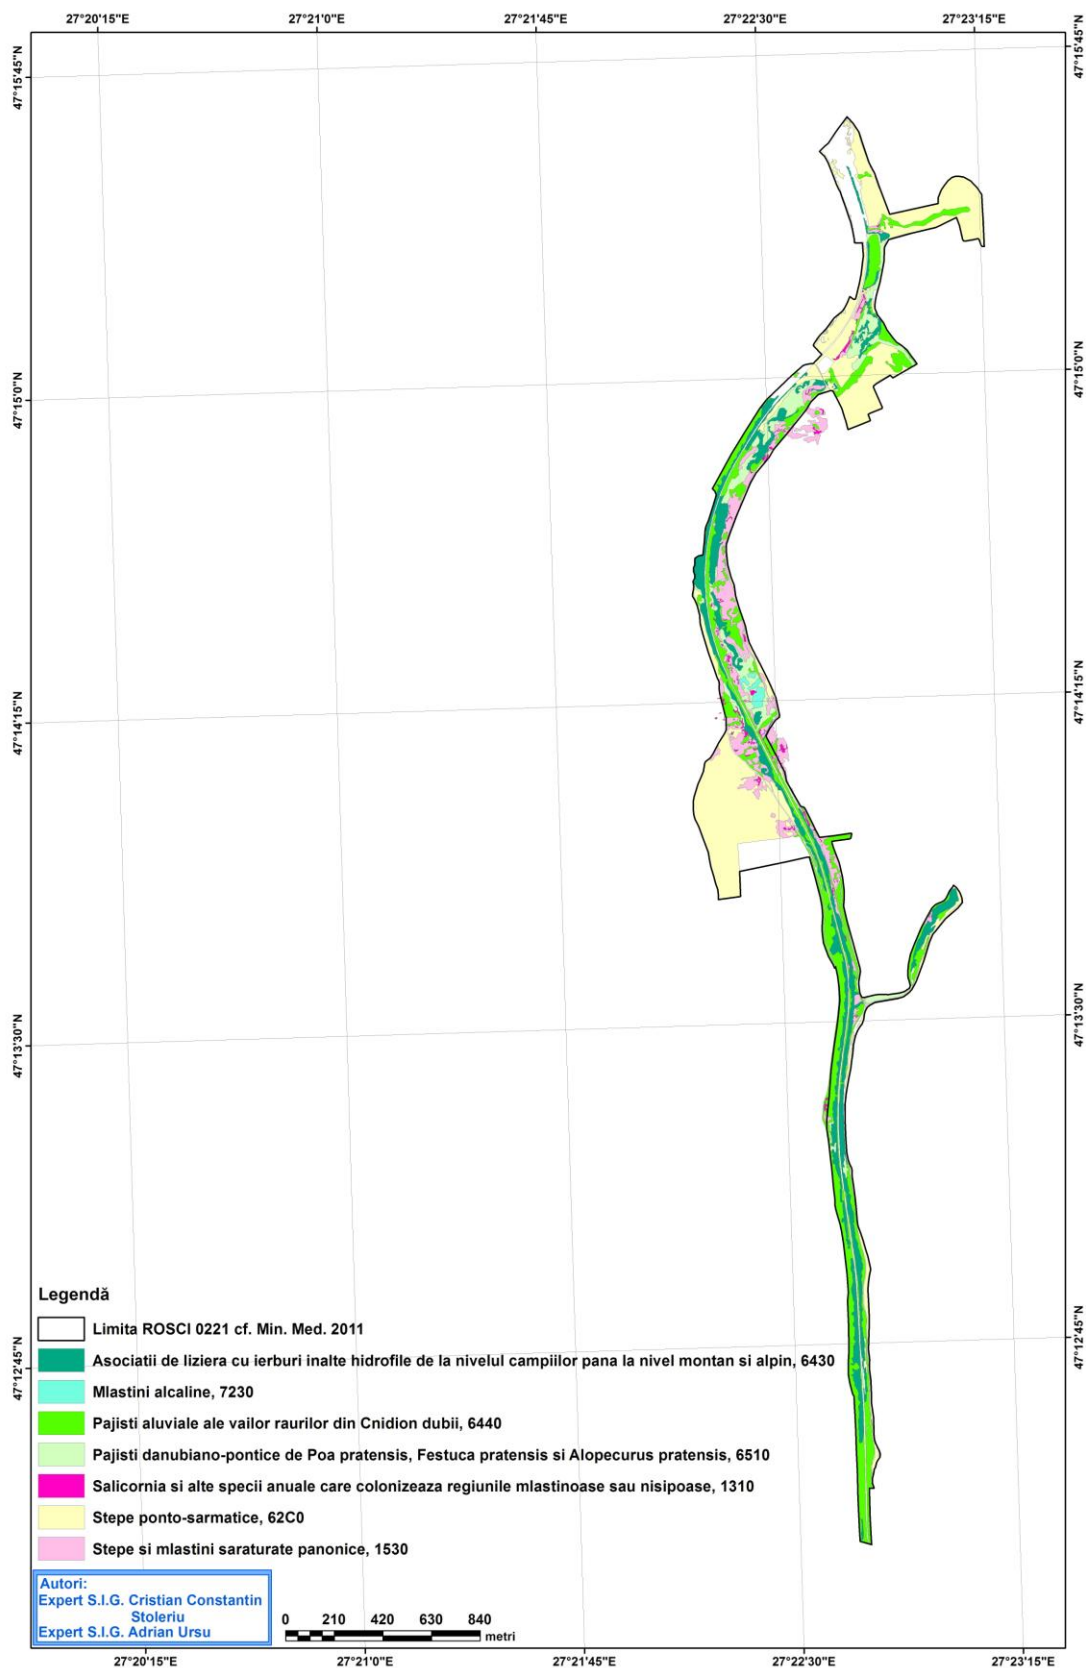 27°20'15"E 27°21'0"E 27°21'45"E 27°22'30"E 27°23'15"E
47°15'45"N 47°15'45"N
47°15'0"N 47°15'0"N
47°14'15"N 47°14'15"N
47°13'30"N 47°13'30"N
47°12'45"N 47°12'45"N
Legendă
Limita ROSCI 0221 cf. Min. Med. 2011
Asociatii de liziera cu ierburi inalte hidrofile de la nivelul campiilor pana la nivel montan si alpin, 6430
Mlastini alcaline, 7230
Pajisti aluviale ale vailor raurilor din Cnidion dubii, 6440
Pajisti danubiano-pontice de Poa pratensis, Festuca pratensis si Alopecurus pratensis, 6510
Salicornia si alte specii anuale care colonizeaza regiunile mlastinoase sau nisipoase, 1310
Stepe ponto-sarmatice, 62C0
Stepe si mlastini saraturate panonice, 1530
Autori:
Expert S.I.G. Cristian Constantin
Stoleriu
Expert S.I.G. Adrian Ursu
0 210 420 630 840
metri
27°20'15"E 27°21'0"E 27°21'45"E 27°22'30"E 27°23'15"E